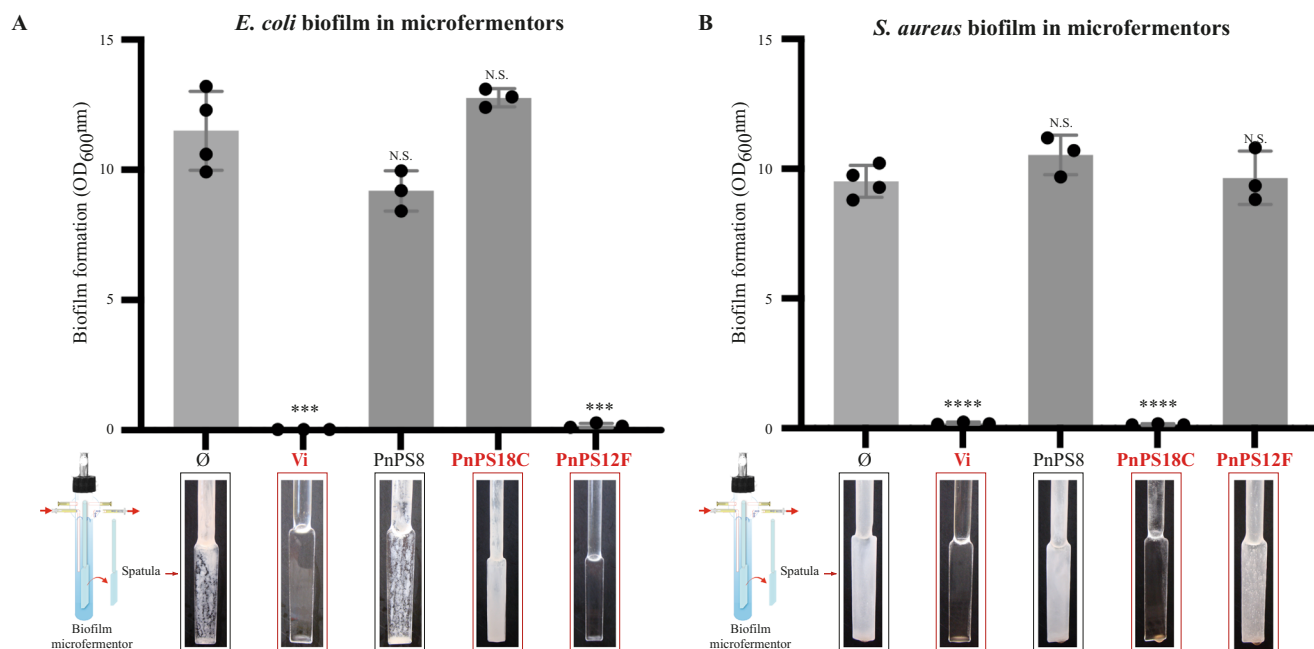 A
E. coli biofilm in microfermentors
Biofilm formation (OD600nm)
15
10
5
0
***
N.S.
N.S.
***
Ø
Vi
PnPS8
PnPS18C
PnPS12F
Spatula
Biofilm
microfermentor
B
S. aureus biofilm in microfermentors
Biofilm formation (OD600nm)
15
10
5
0
****
N.S.
****
N.S.
Ø
Vi
PnPS8
PnPS18C
PnPS12F
Spatula
Biofilm
microfermentor